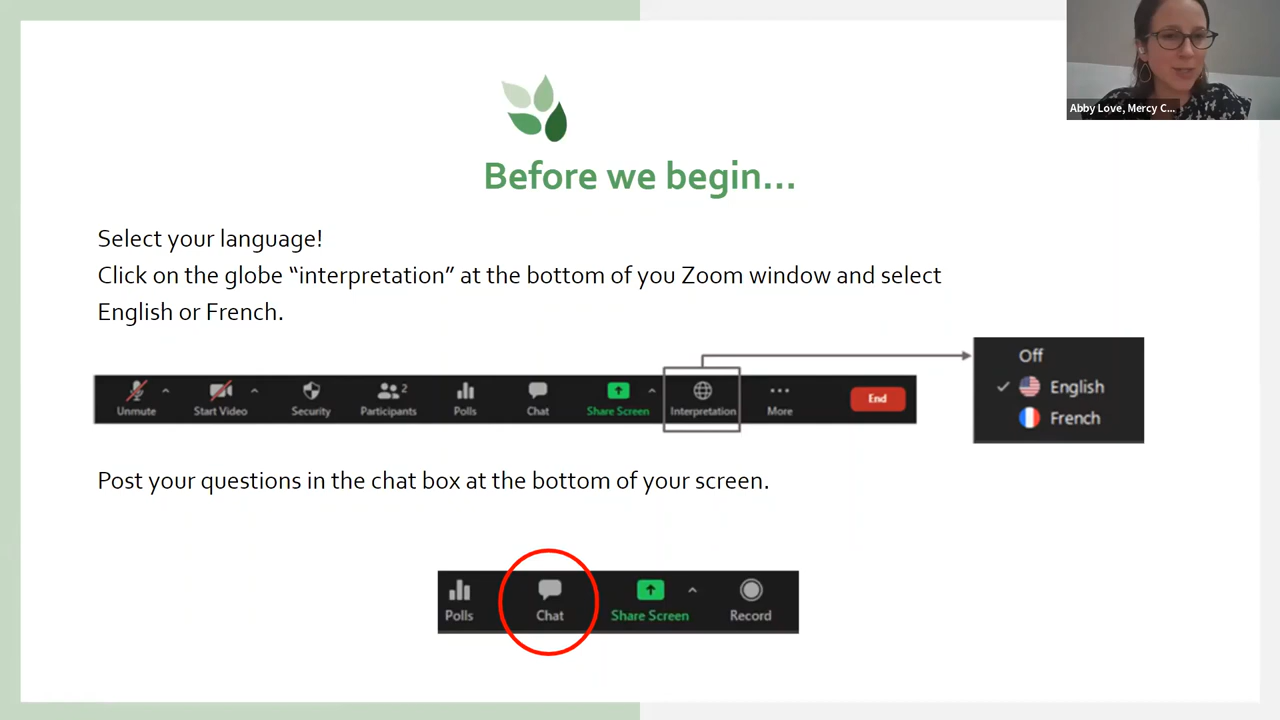 Abby Love, Mercy C...
Before we begin...
Select your language!
Click on the globe “interpretation” at the bottom of you Zoom window and select
English or French.
Off
English
French
Unmute
Start Video
Security
2
Participants
Polls
Chat
Share Screen
Interpretation
More
End
Post your questions in the chat box at the bottom of your screen.
Polls
Chat
Share Screen
Record